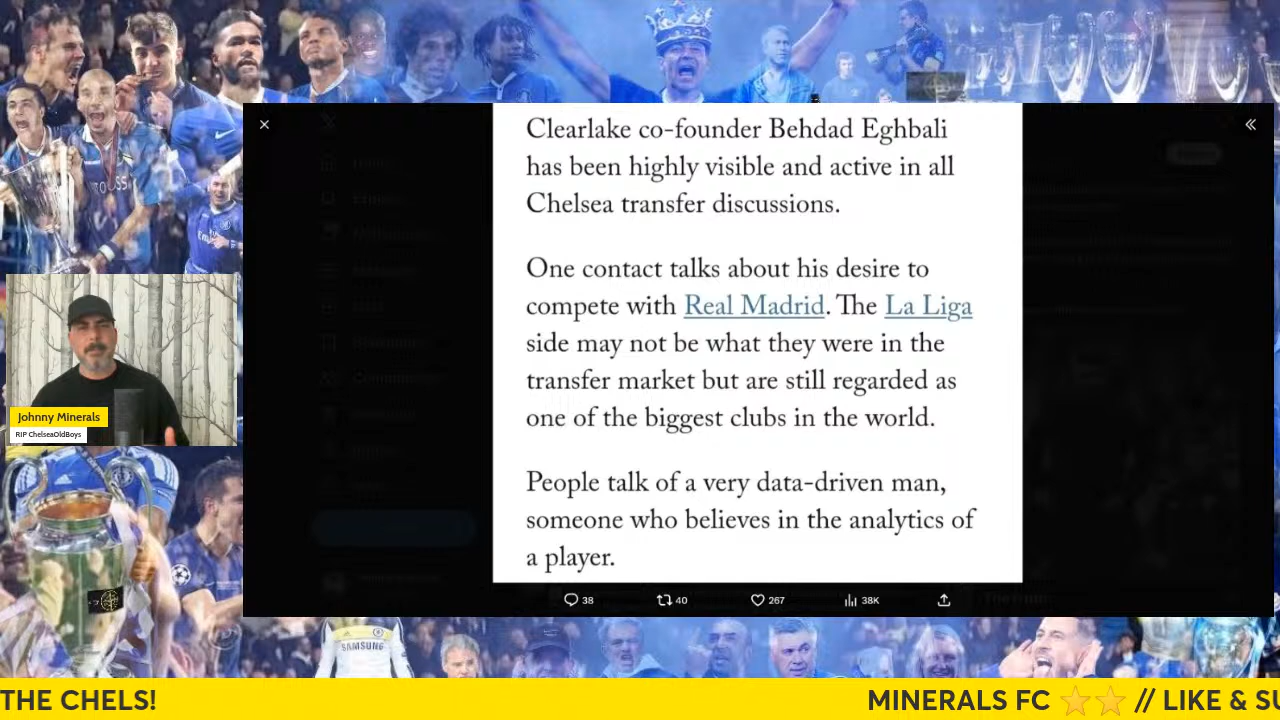 Clearlake co-founder Behdad Eghbali
has been highly visible and active in all
Chelsea transfer discussions.
One contact talks about his desire to
compete with Real Madrid. The La Liga
side may not be what they were in the
transfer market but are still regarded as
one of the biggest clubs in the world.
People talk of a very data-driven man,
someone who believes in the analytics of
a player.
38 40 267 38K
Johnny Minerals
RIP ChelseaOldBoys
SAMSUNG
THE CHELS! MINERALS FC ⭐⭐ // LIKE & SU